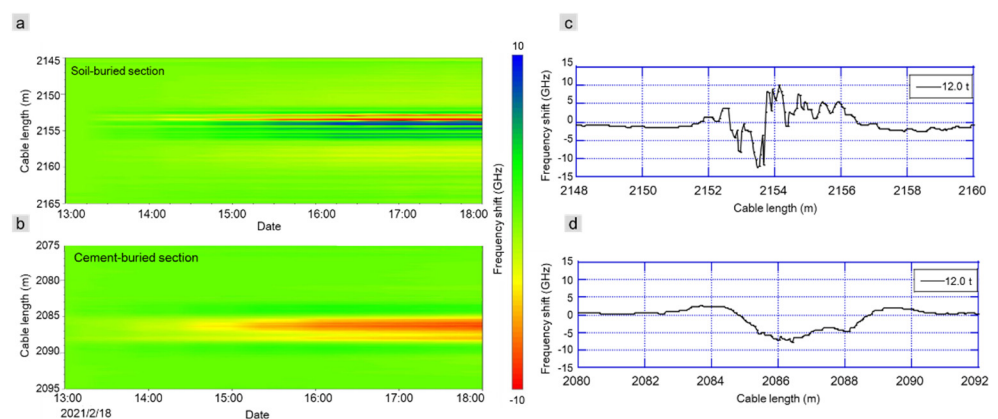 a
2145
Soil-buried section
2150
2155
2160
2165
Cable length (m)
13:00 14:00 15:00 16:00 17:00 18:00
Date
b
2075
Cement-buried section
2080
2085
2090
2095
Cable length (m)
13:00 14:00 15:00 16:00 17:00 18:00
2021/2/18 Date
10
Frequency shift (GHz)
-10
c
15
10
5
0
-5
-10
-15
Frequency shift (GHz)
12.0 t
2148 2150 2152 2154 2156 2158 2160
Cable length (m)
d
15
10
5
0
-5
-10
-15
Frequency shift (GHz)
12.0 t
2080 2082 2084 2086 2088 2090 2092
Cable length (m)